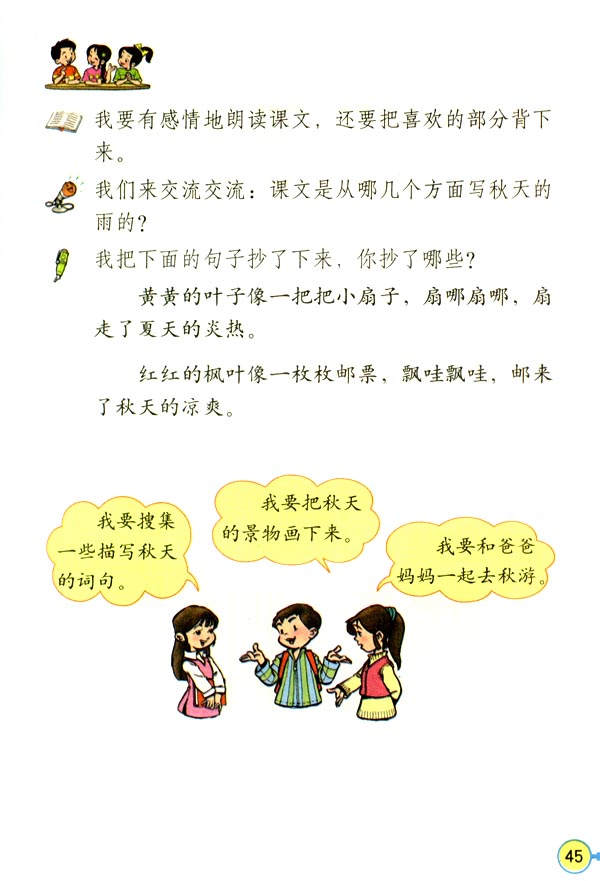 我要有感情地朗读课文，还要把喜欢的部分背下
来。
我们来交流交流：课文是从哪几个方面写秋天的
雨的？
我把下面的句子抄了下来，你抄了哪些？
黄黄的叶子像一把把小扇子，扇哪扇哪，扇
走了夏天的炎热。
红红的枫叶像一枚枚邮票，飘哇飘哇，邮来
了秋天的凉爽。
我要搜集
一些描写秋天
的词句。
我要把秋天
的景物画下来。
我要和爸爸
妈妈一起去秋游。
45